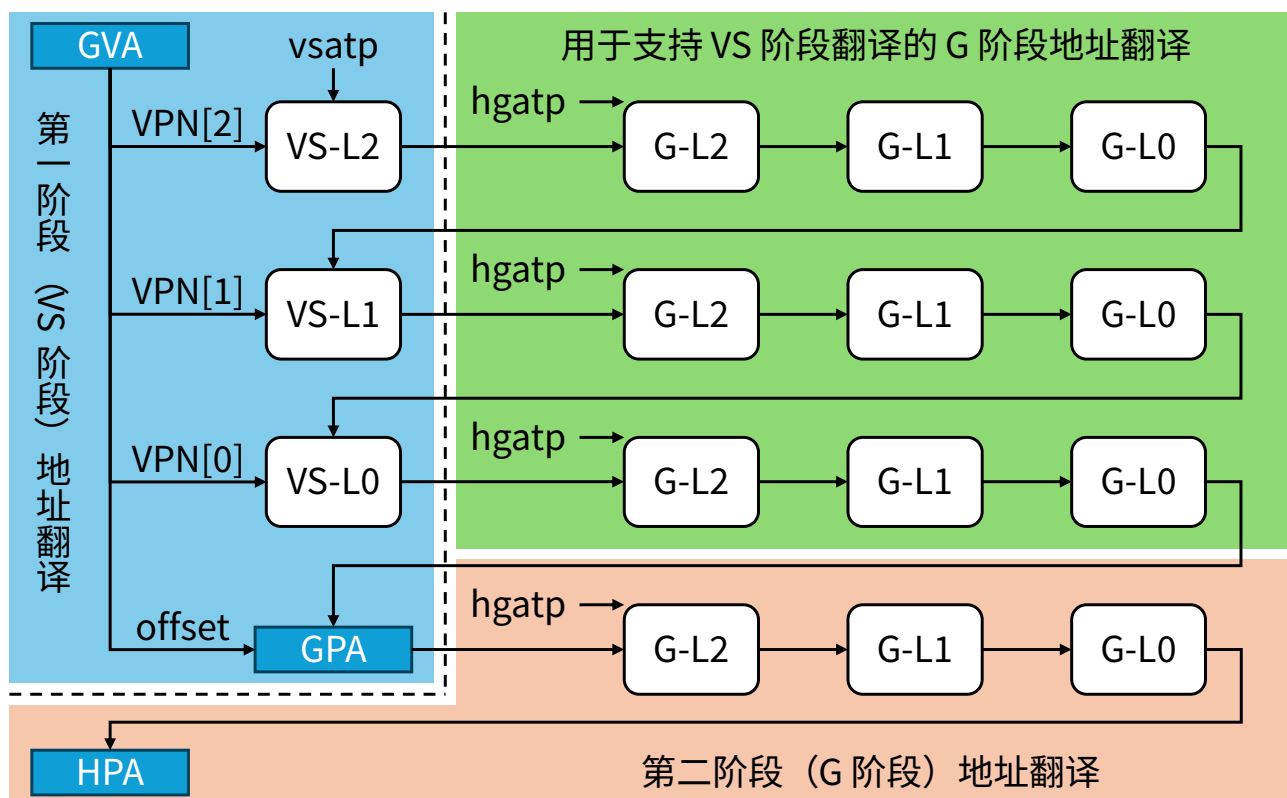 GVA
vsatp
用于支持 VS 阶段翻译的 G 阶段地址翻译
第一阶段（VS 阶段）地址翻译
VPN[2]
VS-L2
hgatp
G-L2
G-L1
G-L0
VPN[1]
VS-L1
hgatp
G-L2
G-L1
G-L0
VPN[0]
VS-L0
hgatp
G-L2
G-L1
G-L0
offset
GPA
hgatp
G-L2
G-L1
G-L0
HPA
第二阶段（G 阶段）地址翻译